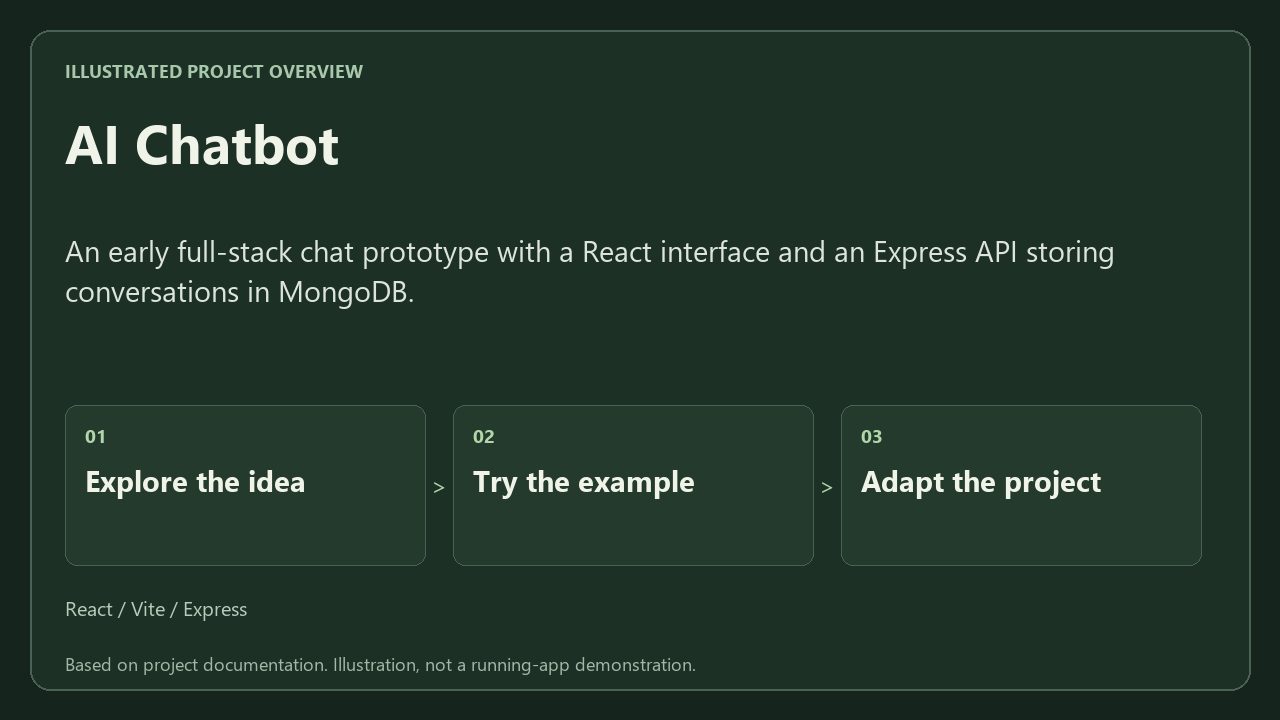 ILLUSTRATED PROJECT OVERVIEW
AI Chatbot
An early full-stack chat prototype with a React interface and an Express API storing
conversations in MongoDB.
01
Explore the idea
>
02
Try the example
>
03
Adapt the project
React / Vite / Express
Based on project documentation. Illustration, not a running-app demonstration.